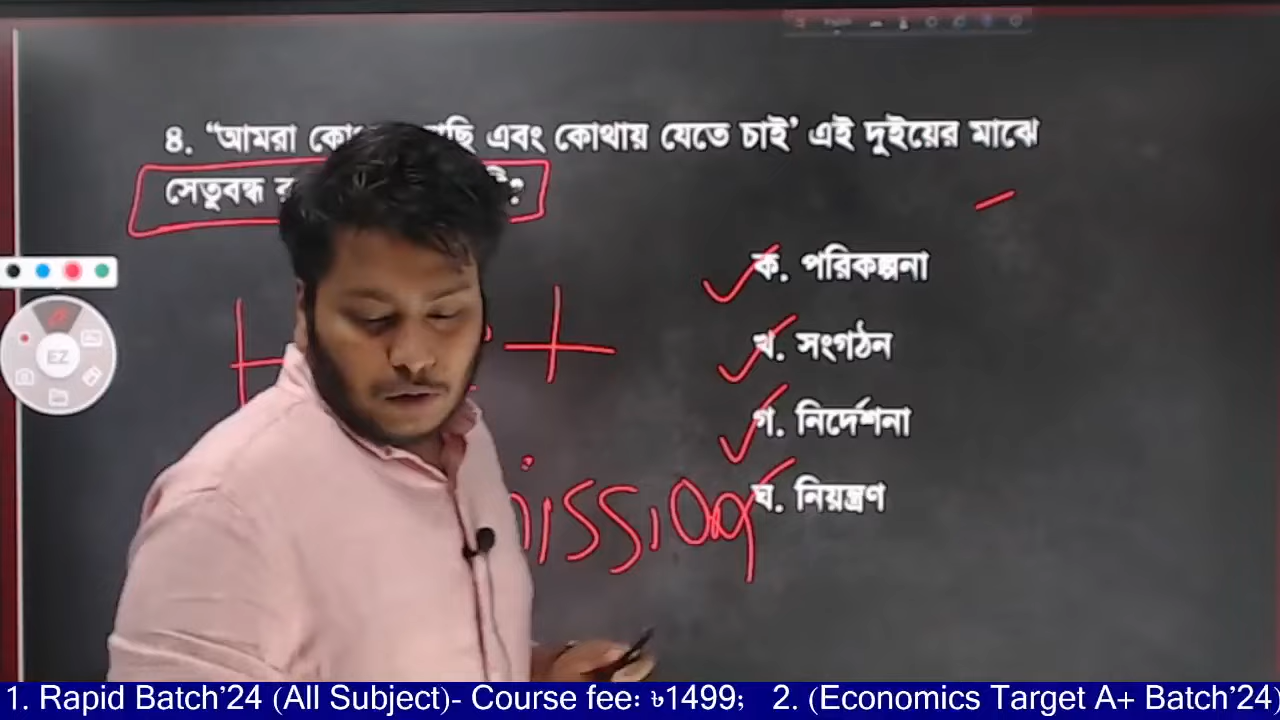 ৪. “আমরা এবং কোথায় যেতে চাই’ এই দুইয়ের মাঝে
সেতুবন্ধ
ক. পরিকল্পনা
খ. সংগঠন
গ. নির্দেশনা
ঘ. নিয়ন্ত্রণ
EZ
1. Rapid Batch’24 (All Subject)- Course fee: ৳1499; 2. (Economics Target A+ Batch’24)